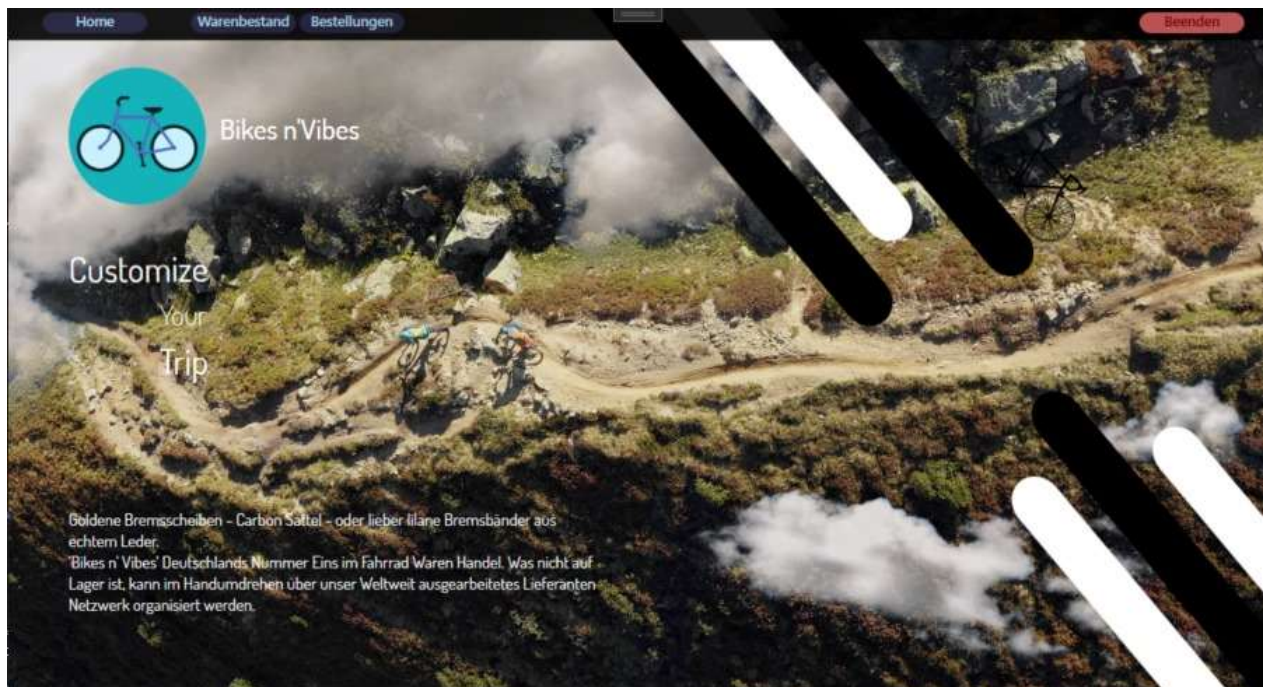 Home
Warenbestand
Bestellungen
Beenden
Bikes n'Vibes
Customize
Your
Trip
Goldene Bremsscheiben - Carbon Sattel - oder lieber lilane Bremsbänder aus
echtem Leder.
'Bikes n' Vibes' Deutschlands Nummer Eins im Fahrrad Waren Handel. Was nicht auf
Lager ist, kann im Handumdrehen über unser Weltweit ausgearbeitetes Lieferanten
Netzwerk organisiert werden.